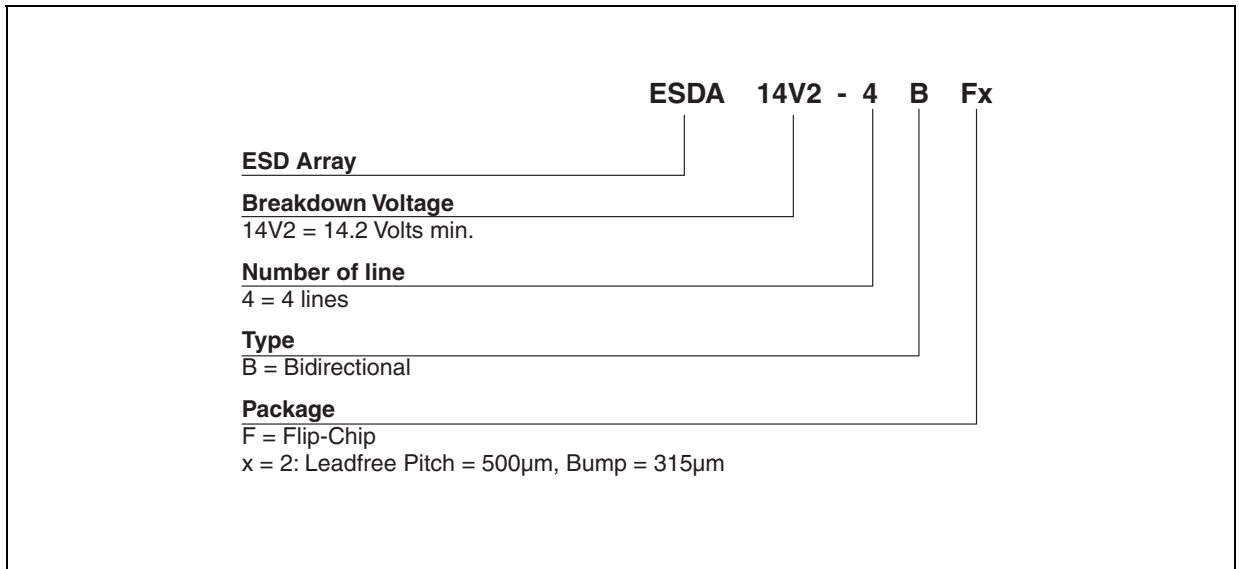 ESDA 14V2 - 4 B Fx
ESD Array
Breakdown Voltage
14V2 = 14.2 Volts min.
Number of line
4 = 4 lines
Type
B = Bidirectional
Package
F = Flip-Chip
x = 2: Leadfree Pitch = 500µm, Bump = 315µm